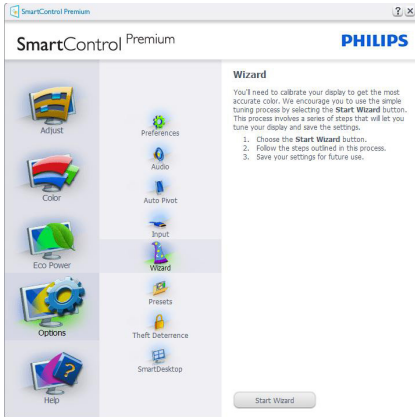 SmartControl Premium
SmartControl Premium
PHILIPS
Adjust
Color
Eco Power
Options
Help
Preferences
Audio
Auto Pivot
Input
Wizard
Presets
Theft Deterrence
SmartDesktop
Wizard
You'll need to calibrate your display to get the most
accurate color. We encourage you to use the simple
tuning process by selecting the Start Wizard button.
This process involves a series of steps that will let you
tune your display and save the settings.
1. Choose the Start Wizard button.
2. Follow the steps outlined in this process.
3. Save your settings for future use.
Start Wizard